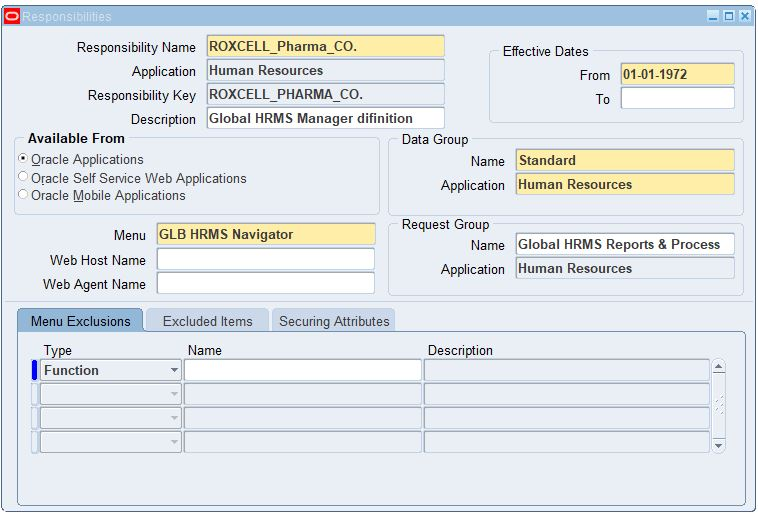 Responsibilities
Responsibility Name ROXCELL_Pharma_CO.
Application Human Resources
Responsibility Key ROXCELL_PHARMA_CO.
Description Global HRMS Manager difinition
Effective Dates
From 01-01-1972
To
Available From
Oracle Applications
Oracle Self Service Web Applications
Oracle Mobile Applications
Data Group
Name Standard
Application Human Resources
Menu GLB HRMS Navigator
Web Host Name
Web Agent Name
Request Group
Name Global HRMS Reports & Process
Application Human Resources
Menu Exclusions Excluded Items Securing Attributes
Type Name Description
Function